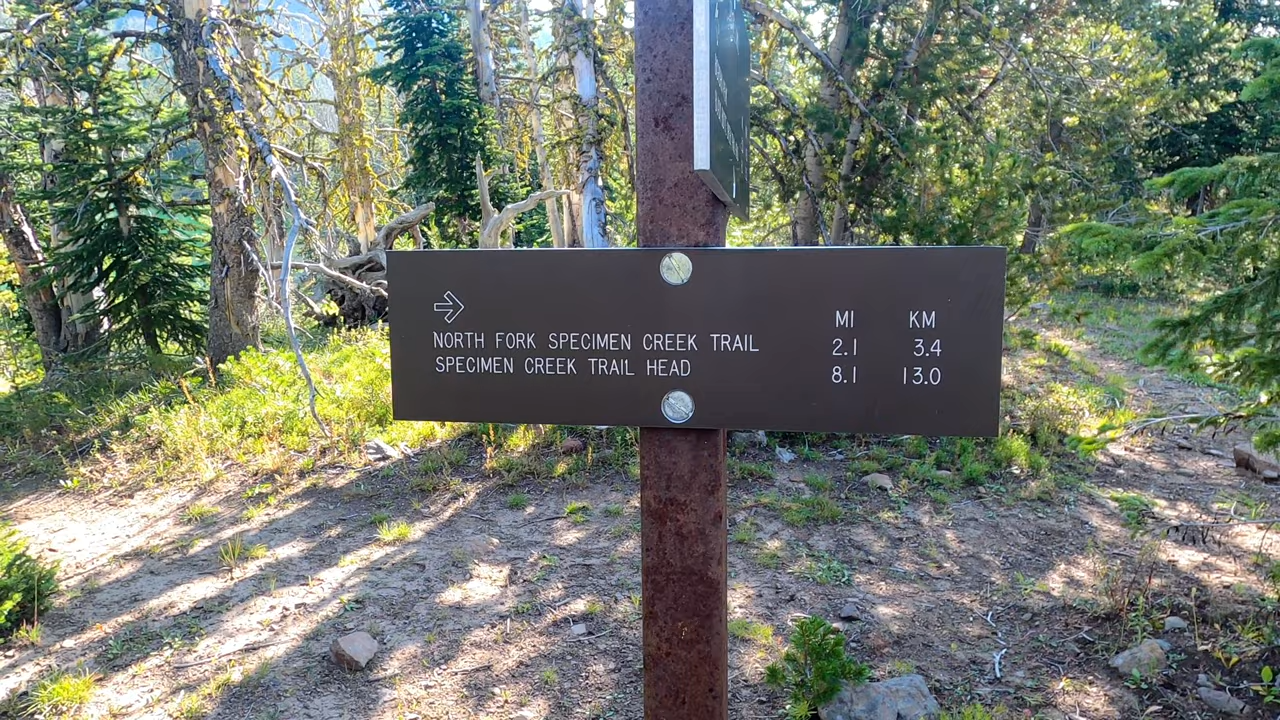 MI KM
NORTH FORK SPECIMEN CREEK TRAIL 2.1 3.4
SPECIMEN CREEK TRAIL HEAD 8.1 13.0